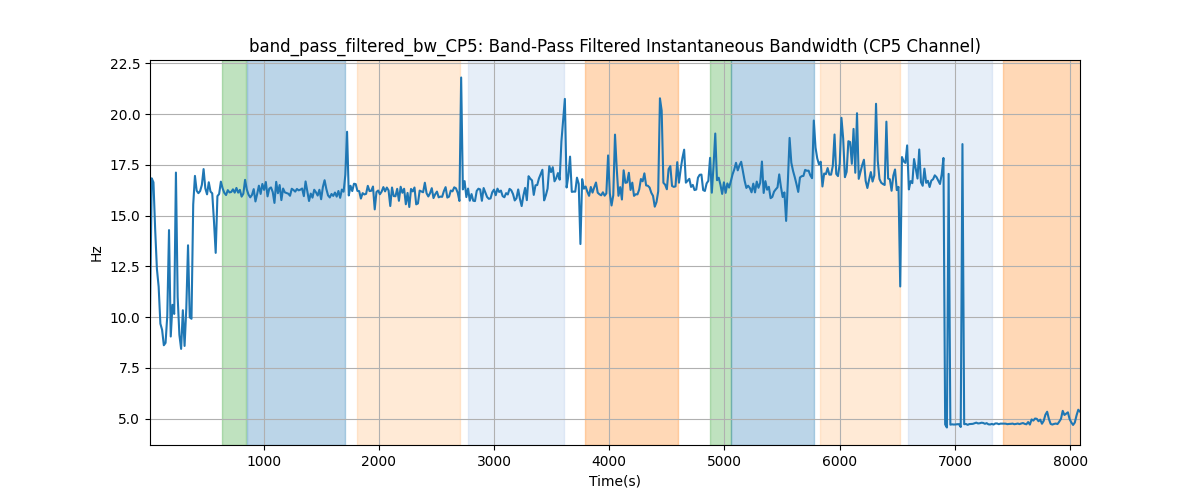 band_pass_filtered_bw_CP5: Band-Pass Filtered Instantaneous Bandwidth (CP5 Channel)
22.5
20.0
17.5
15.0
12.5
10.0
7.5
5.0
Hz
1000 2000 3000 4000 5000 6000 7000 8000
Time(s)